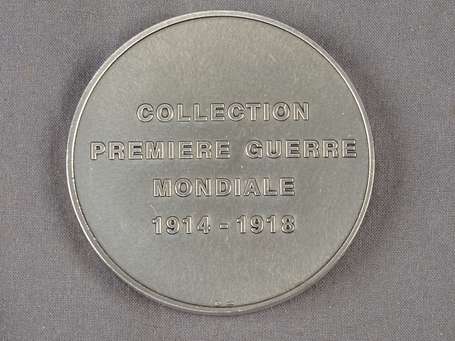 COLLECTION
PREMIERE GUERRE
MONDIALE
1914 - 1918